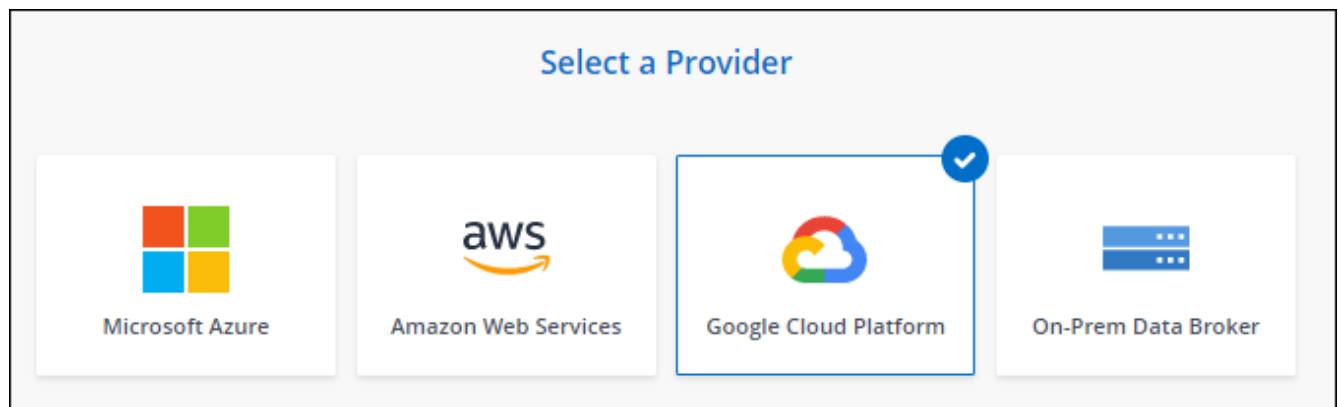 Select a Provider
aws
Microsoft Azure
Amazon Web Services
Google Cloud Platform
On-Prem Data Broker